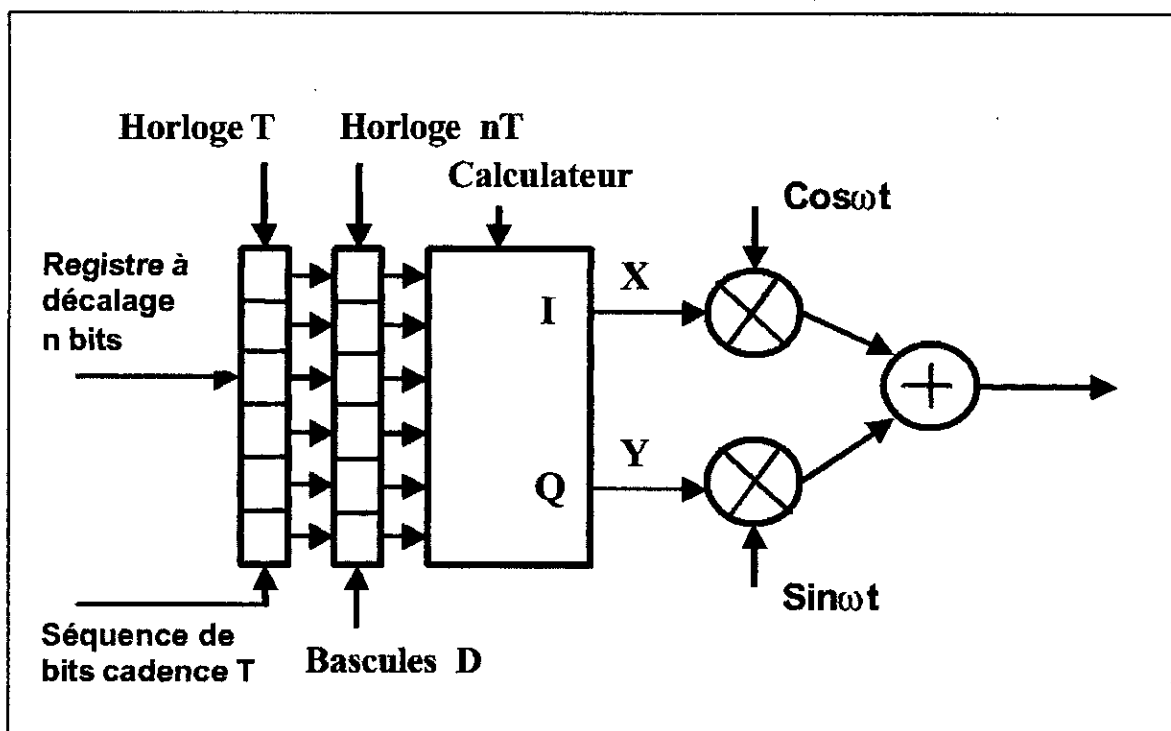 Horloge T
Horloge nT
Calculateur
Cosωt
Registre à
décalage
n bits
X
I
Y
Q
Sinωt
Séquence de
bits cadence T
Bascules D